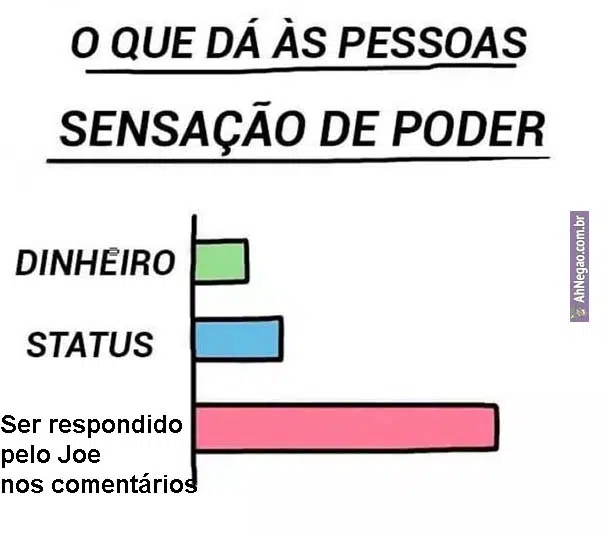 O QUE DÁ ÀS PESSOAS
SENSAÇÃO DE PODER
DINHEIRO
STATUS
Ser respondido
pelo Joe
nos comentários
AhNegao.com.br